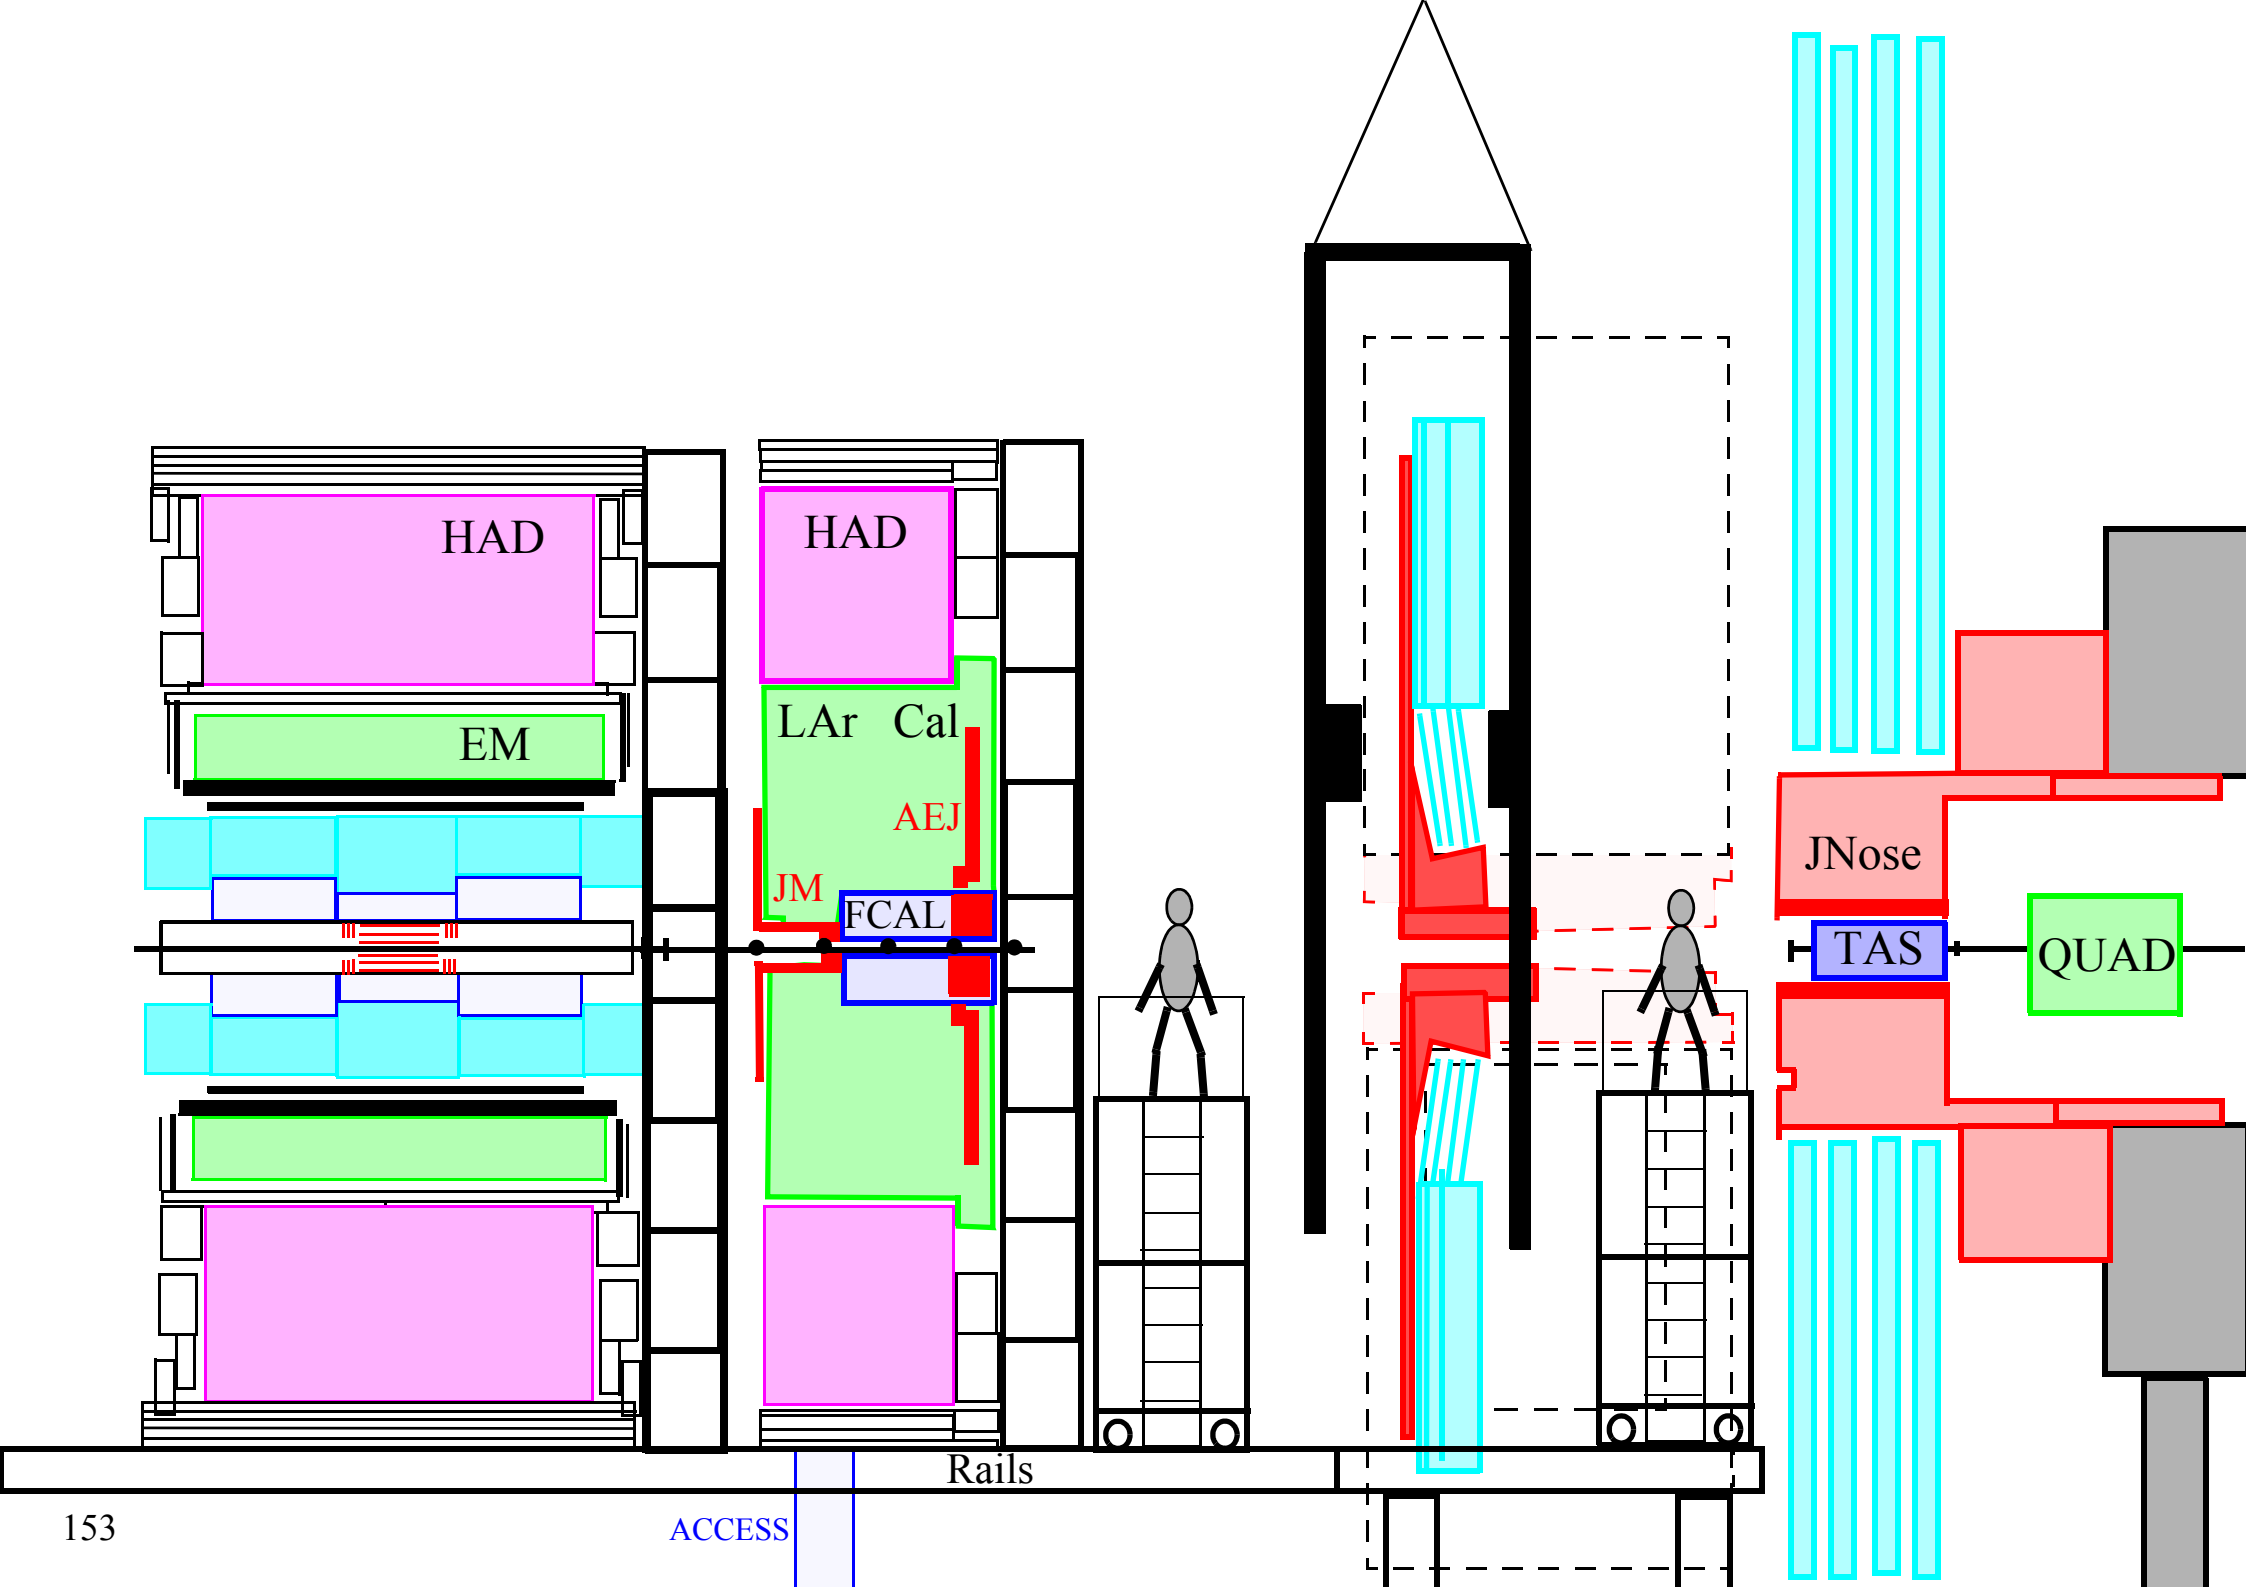 HAD
HAD
LAr Cal
EM
AEJ
JM
FCAL
JNose
TAS
QUAD
Rails
153
ACCESS